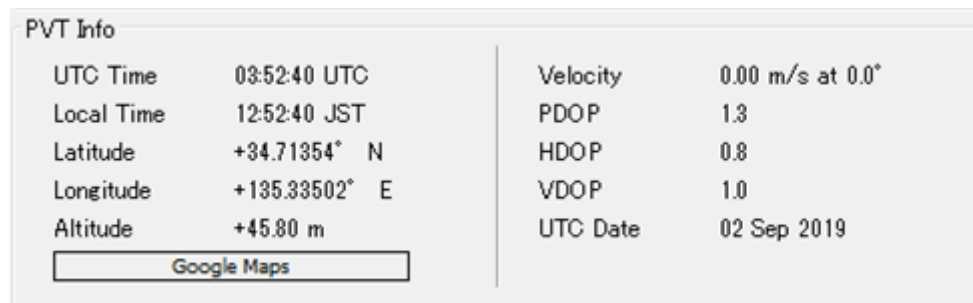 PVT Info
UTC Time 03:52:40 UTC
Local Time 12:52:40 JST
Latitude +34.71354° N
Longitude +135.33502° E
Altitude +45.80 m
Google Maps
Velocity 0.00 m/s at 0.0°
PDOP 1.3
HDOP 0.8
VDOP 1.0
UTC Date 02 Sep 2019